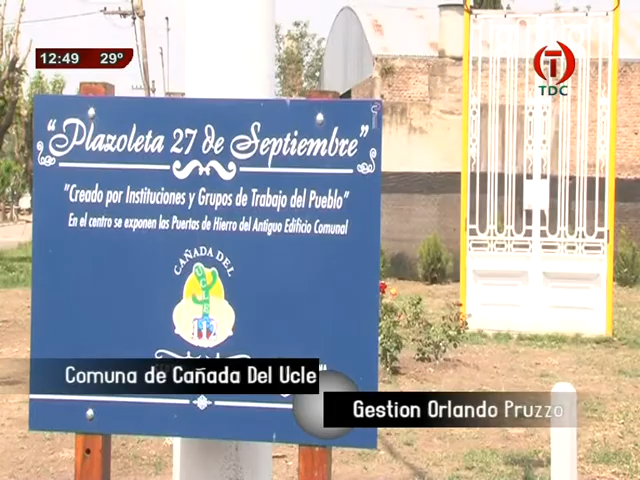 12:49 29º
TDC
"Plazoleta 27 de Septiembre"
"Creado por Instituciones y Grupos de Trabajo del Pueblo"
En el centro se exponen las Puertas de Hierro del Antiguo Edificio Comunal
CAÑADA DEL
UCLE
Comuna de Cañada Del Ucle
Gestion Orlando Pruzzo